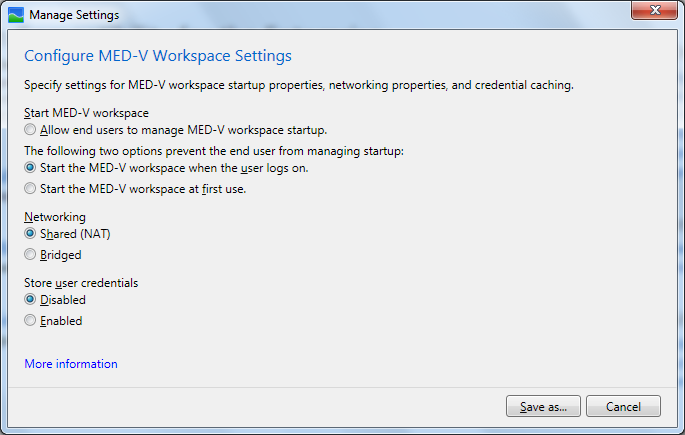 Manage Settings
Configure MED-V Workspace Settings
Specify settings for MED-V workspace startup properties, networking properties, and credential caching.
Start MED-V workspace
Allow end users to manage MED-V workspace startup.
The following two options prevent the end user from managing startup:
Start the MED-V workspace when the user logs on.
Start the MED-V workspace at first use.
Networking
Shared (NAT)
Bridged
Store user credentials
Disabled
Enabled
More information
Save as... Cancel